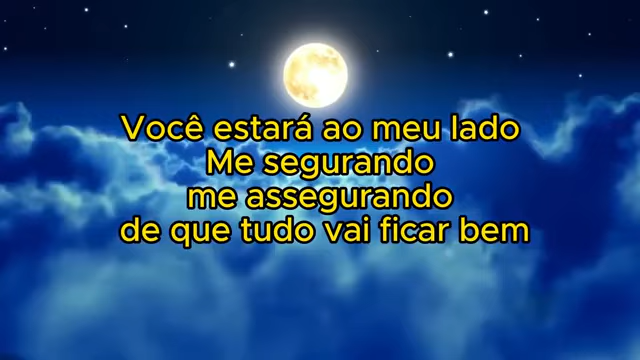 Você estará ao meu lado
Me segurando
me assegurando
de que tudo vai ficar bem